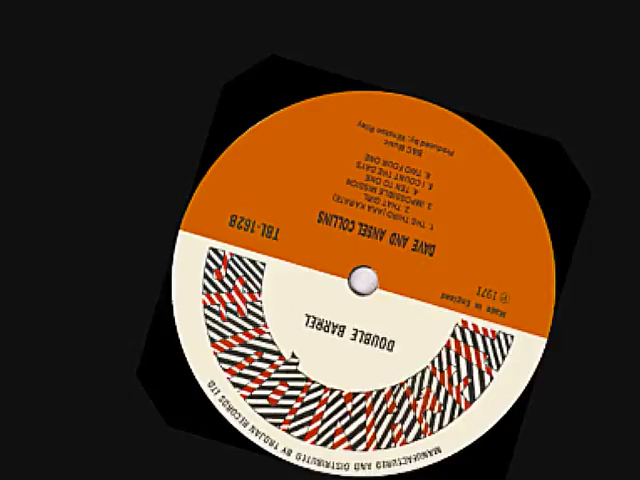 MANUFACTURED AND DISTRIBUTED BY TROJAN RECORDS LTD
TROJAN
DOUBLE BARREL
Made in England
℗ 1971
TBL-162B
DAVE AND ANSEL COLLINS
1. THE THIRD (AKA KARATE)
2. THAT GIRL
3. IMPOSSIBLE MISSION
4. TEN TO ONE
5. I COUNT THE DAYS
6. TWO FOUR ONE
B&C Music
Produced by: Winston Riley